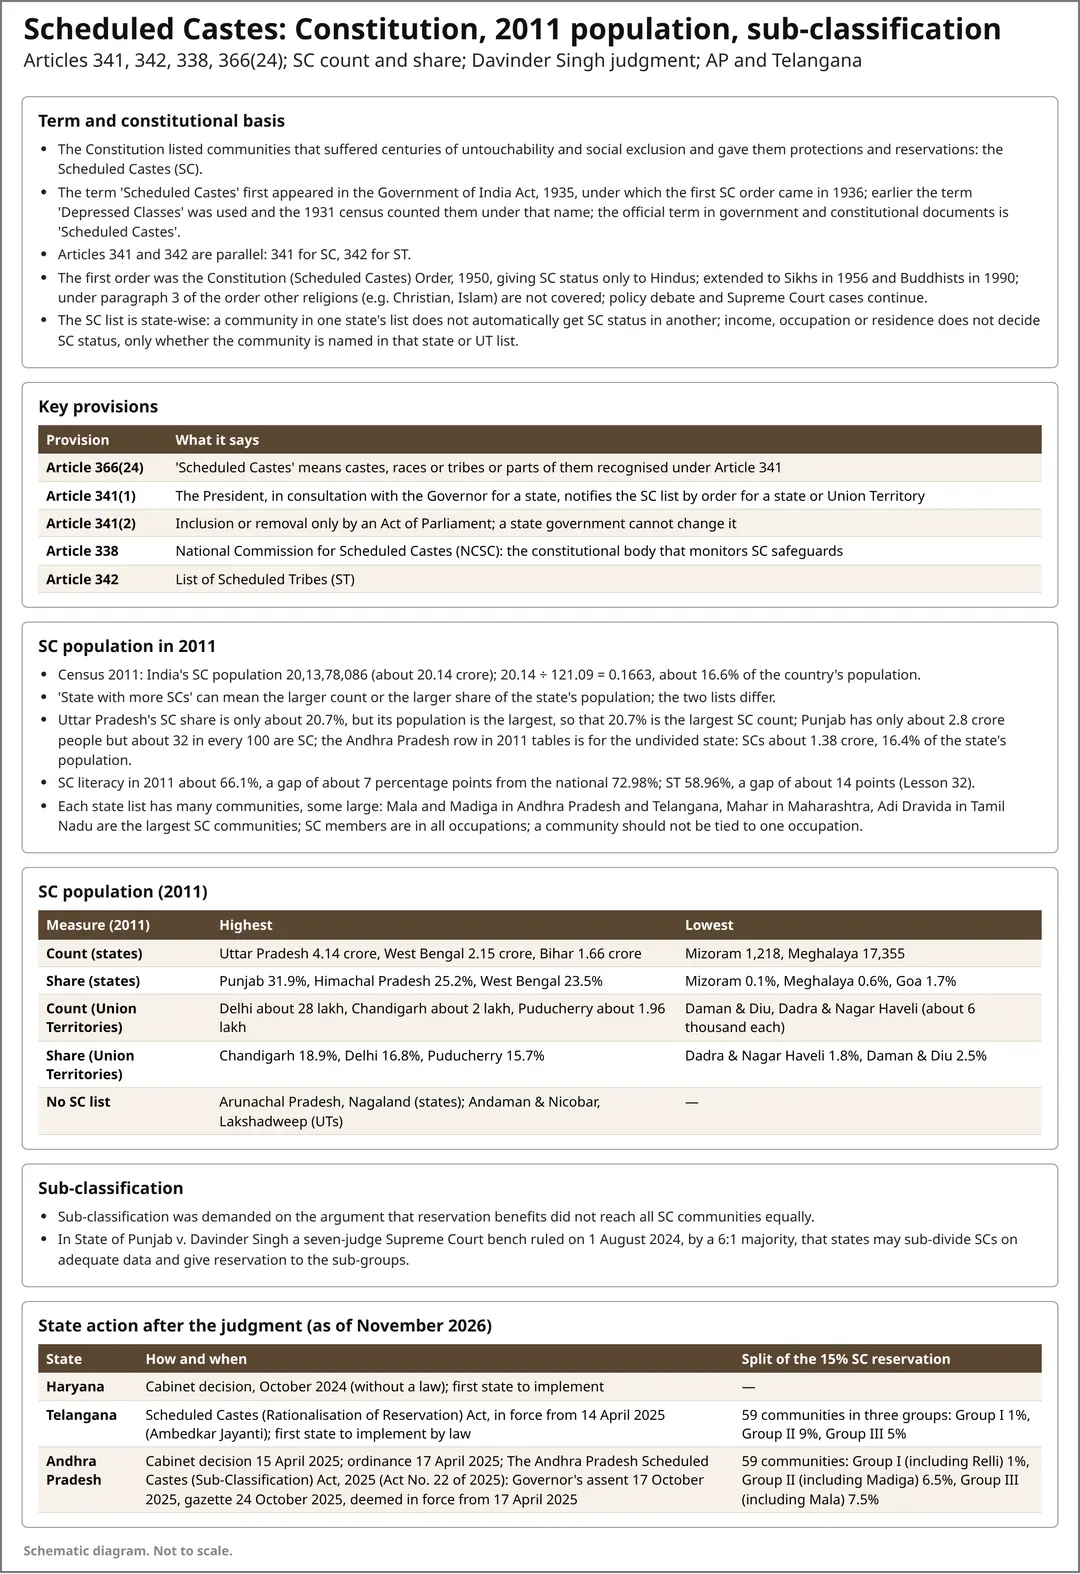 Scheduled Castes: Constitution, 2011 population, sub-classification
Articles 341, 342, 338, 366(24); SC count and share; Davinder Singh judgment; AP and Telangana
Term and constitutional basis
• The Constitution listed communities that suffered centuries of untouchability and social exclusion and gave them protections and reservations: the
Scheduled Castes (SC).
• The term 'Scheduled Castes' first appeared in the Government of India Act, 1935, under which the first SC order came in 1936; earlier the term
'Depressed Classes' was used and the 1931 census counted them under that name; the official term in government and constitutional documents is
'Scheduled Castes'.
• Articles 341 and 342 are parallel: 341 for SC, 342 for ST.
• The first order was the Constitution (Scheduled Castes) Order, 1950, giving SC status only to Hindus; extended to Sikhs in 1956 and Buddhists in 1990;
under paragraph 3 of the order other religions (e.g. Christian, Islam) are not covered; policy debate and Supreme Court cases continue.
• The SC list is state-wise: a community in one state's list does not automatically get SC status in another; income, occupation or residence does not decide
SC status, only whether the community is named in that state or UT list.
Key provisions
Provision What it says
Article 366(24) 'Scheduled Castes' means castes, races or tribes or parts of them recognised under Article 341
Article 341(1) The President, in consultation with the Governor for a state, notifies the SC list by order for a state or Union Territory
Article 341(2) Inclusion or removal only by an Act of Parliament; a state government cannot change it
Article 338 National Commission for Scheduled Castes (NCSC): the constitutional body that monitors SC safeguards
Article 342 List of Scheduled Tribes (ST)
SC population in 2011
• Census 2011: India's SC population 20,13,78,086 (about 20.14 crore); 20.14 ÷ 121.09 = 0.1663, about 16.6% of the country's population.
• 'State with more SCs' can mean the larger count or the larger share of the state's population; the two lists differ.
• Uttar Pradesh's SC share is only about 20.7%, but its population is the largest, so that 20.7% is the largest SC count; Punjab has only about 2.8 crore
people but about 32 in every 100 are SC; the Andhra Pradesh row in 2011 tables is for the undivided state: SCs about 1.38 crore, 16.4% of the state's
population.
• SC literacy in 2011 about 66.1%, a gap of about 7 percentage points from the national 72.98%; ST 58.96%, a gap of about 14 points (Lesson 32).
• Each state list has many communities, some large: Mala and Madiga in Andhra Pradesh and Telangana, Mahar in Maharashtra, Adi Dravida in Tamil
Nadu are the largest SC communities; SC members are in all occupations; a community should not be tied to one occupation.
SC population (2011)
Measure (2011) Highest Lowest
Count (states) Uttar Pradesh 4.14 crore, West Bengal 2.15 crore, Bihar 1.66 crore Mizoram 1,218, Meghalaya 17,355
Share (states) Punjab 31.9%, Himachal Pradesh 25.2%, West Bengal 23.5% Mizoram 0.1%, Meghalaya 0.6%, Goa 1.7%
Count (Union Delhi about 28 lakh, Chandigarh about 2 lakh, Puducherry about 1.96 Daman & Diu, Dadra & Nagar Haveli (about 6
Territories) lakh thousand each)
Share (Union Chandigarh 18.9%, Delhi 16.8%, Puducherry 15.7% Dadra & Nagar Haveli 1.8%, Daman & Diu 2.5%
Territories)
No SC list Arunachal Pradesh, Nagaland (states); Andaman & Nicobar, —
Lakshadweep (UTs)
Sub-classification
• Sub-classification was demanded on the argument that reservation benefits did not reach all SC communities equally.
• In State of Punjab v. Davinder Singh a seven-judge Supreme Court bench ruled on 1 August 2024, by a 6:1 majority, that states may sub-divide SCs on
adequate data and give reservation to the sub-groups.
State action after the judgment (as of November 2026)
State How and when Split of the 15% SC reservation
Haryana Cabinet decision, October 2024 (without a law); first state to implement —
Telangana Scheduled Castes (Rationalisation of Reservation) Act, in force from 14 April 2025 59 communities in three groups: Group I 1%,
(Ambedkar Jayanti); first state to implement by law Group II 9%, Group III 5%
Andhra Cabinet decision 15 April 2025; ordinance 17 April 2025; The Andhra Pradesh Scheduled 59 communities: Group I (including Relli) 1%,
Pradesh Castes (Sub-Classification) Act, 2025 (Act No. 22 of 2025): Governor's assent 17 October Group II (including Madiga) 6.5%, Group III
2025, gazette 24 October 2025, deemed in force from 17 April 2025 (including Mala) 7.5%
Schematic diagram. Not to scale.